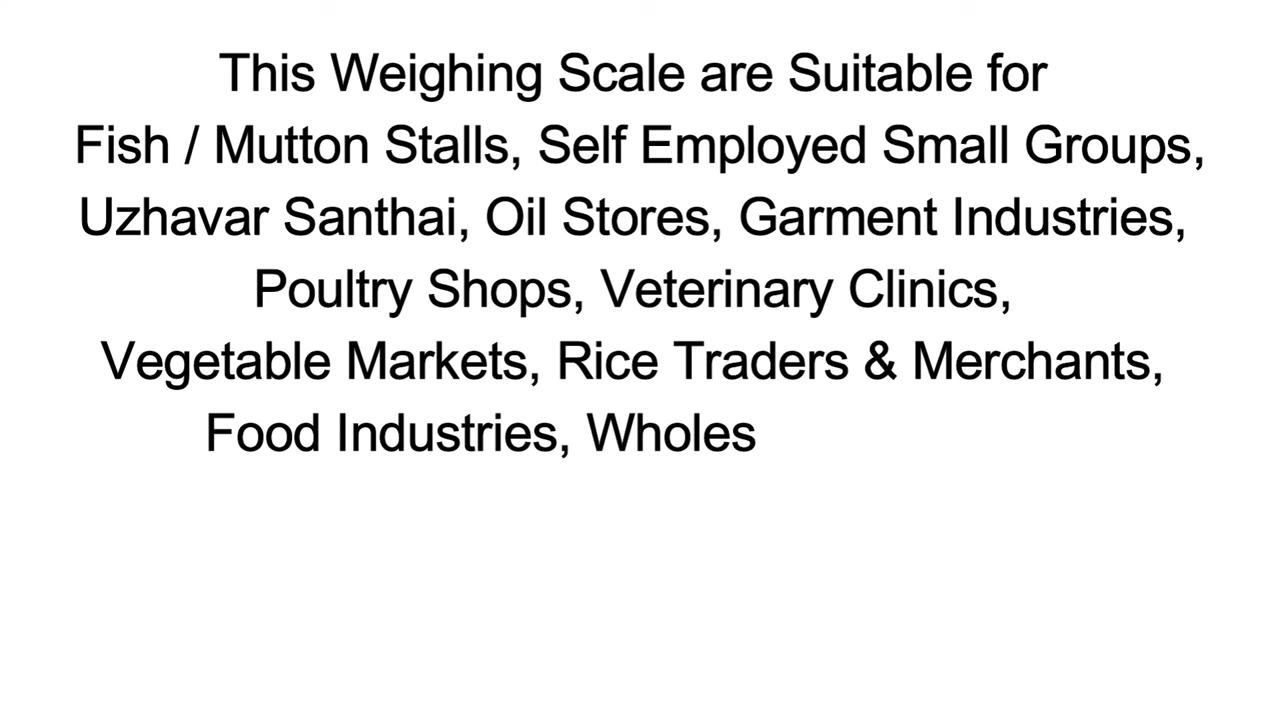 This Weighing Scale are Suitable for
Fish / Mutton Stalls, Self Employed Small Groups,
Uzhavar Santhai, Oil Stores, Garment Industries,
Poultry Shops, Veterinary Clinics,
Vegetable Markets, Rice Traders & Merchants,
Food Industries, Wholes